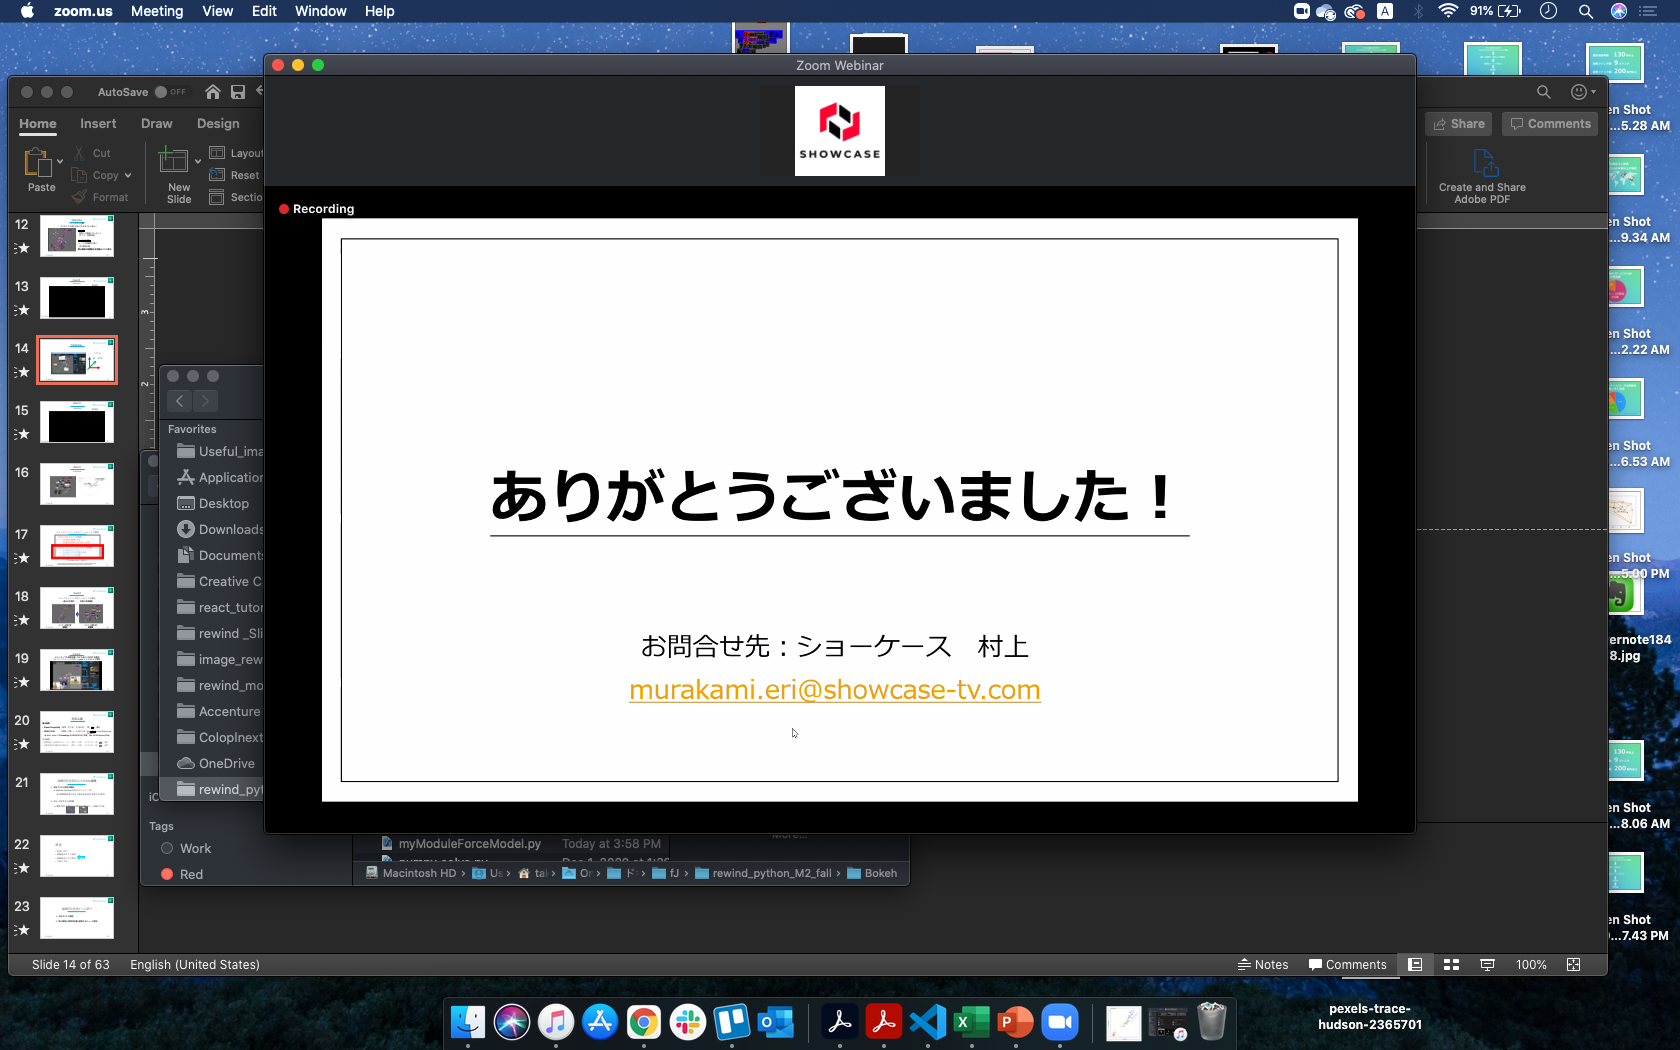 zoom.us Meeting View Edit Window Help
91%
Zoom Webinar
SHOWCASE
Recording
ありがとうございました！
お問合せ先：ショーケース　村上
murakami.eri@showcase-tv.com
AutoSave OFF
Home Insert Draw Design
Share Comments
Paste
Cut
Copy
Format
New
Slide
Layout
Reset
Create and Share
Adobe PDF
12
13
14
15
16
17
18
19
20
21
22
23
Favorites
Useful_ima
Application
Desktop
Downloads
Document
Creative C
react_tutor
rewind _Sli
image_rew
rewind_mo
Accenture
ColopInext
OneDrive
rewind_pyt
Tags
Work
Red
myModuleForceModel.py Today at 3:58 PM
Macintosh HD › Us › tal › On › ド › fJ › rewind_python_M2_fall › Bokeh
Slide 14 of 63 English (United States)
Notes Comments 100%
en Shot
...5.28 AM
en Shot
...9.34 AM
en Shot
...2.22 AM
en Shot
...6.53 AM
en Shot
...5.00 PM
vernote184
8.jpg
en Shot
...8.06 AM
en Shot
...7.43 PM
pexels-trace-
hudson-2365701